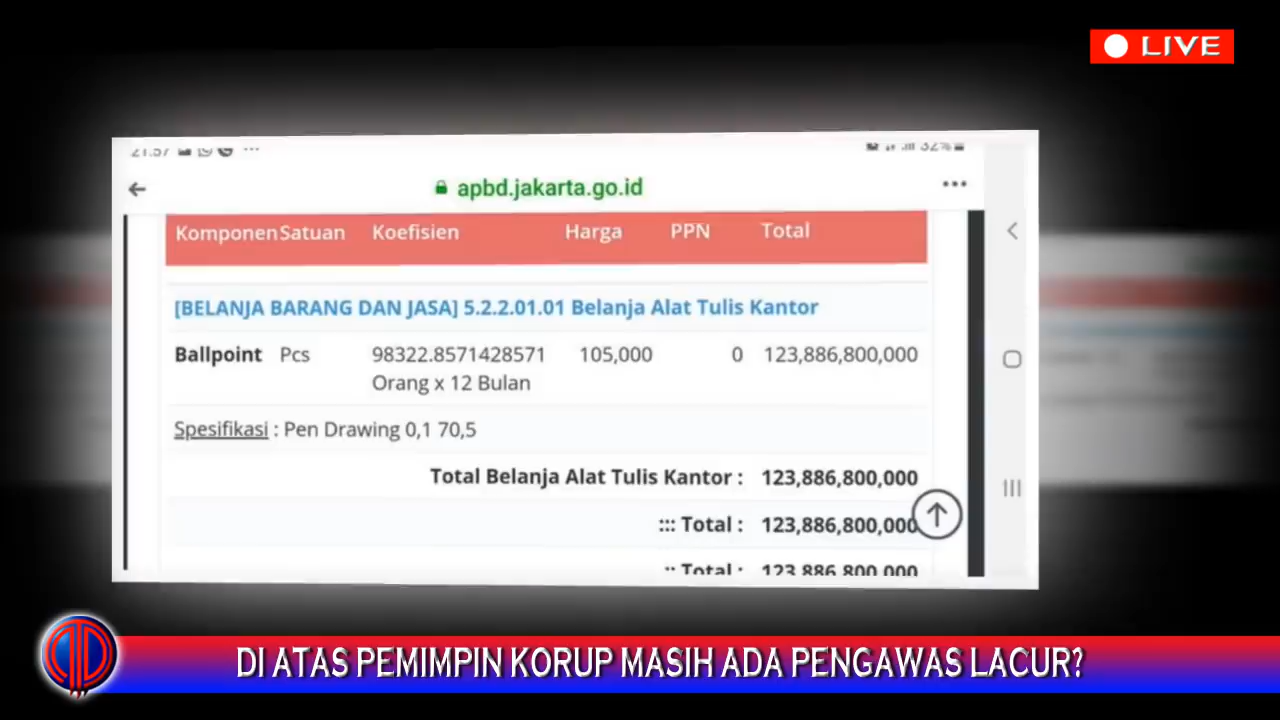 LIVE
21:57 ... 32%
apbd.jakarta.go.id
Komponen Satuan Koefisien Harga PPN Total
[BELANJA BARANG DAN JASA] 5.2.2.01.01 Belanja Alat Tulis Kantor
Ballpoint Pcs 98322.8571428571 105,000 0 123,886,800,000
Orang x 12 Bulan
Spesifikasi : Pen Drawing 0,1 70,5
Total Belanja Alat Tulis Kantor : 123,886,800,000
::: Total : 123,886,800,000
:: Total : 123,886,800,000
DI ATAS PEMIMPIN KORUP MASIH ADA PENGAWAS LACUR?